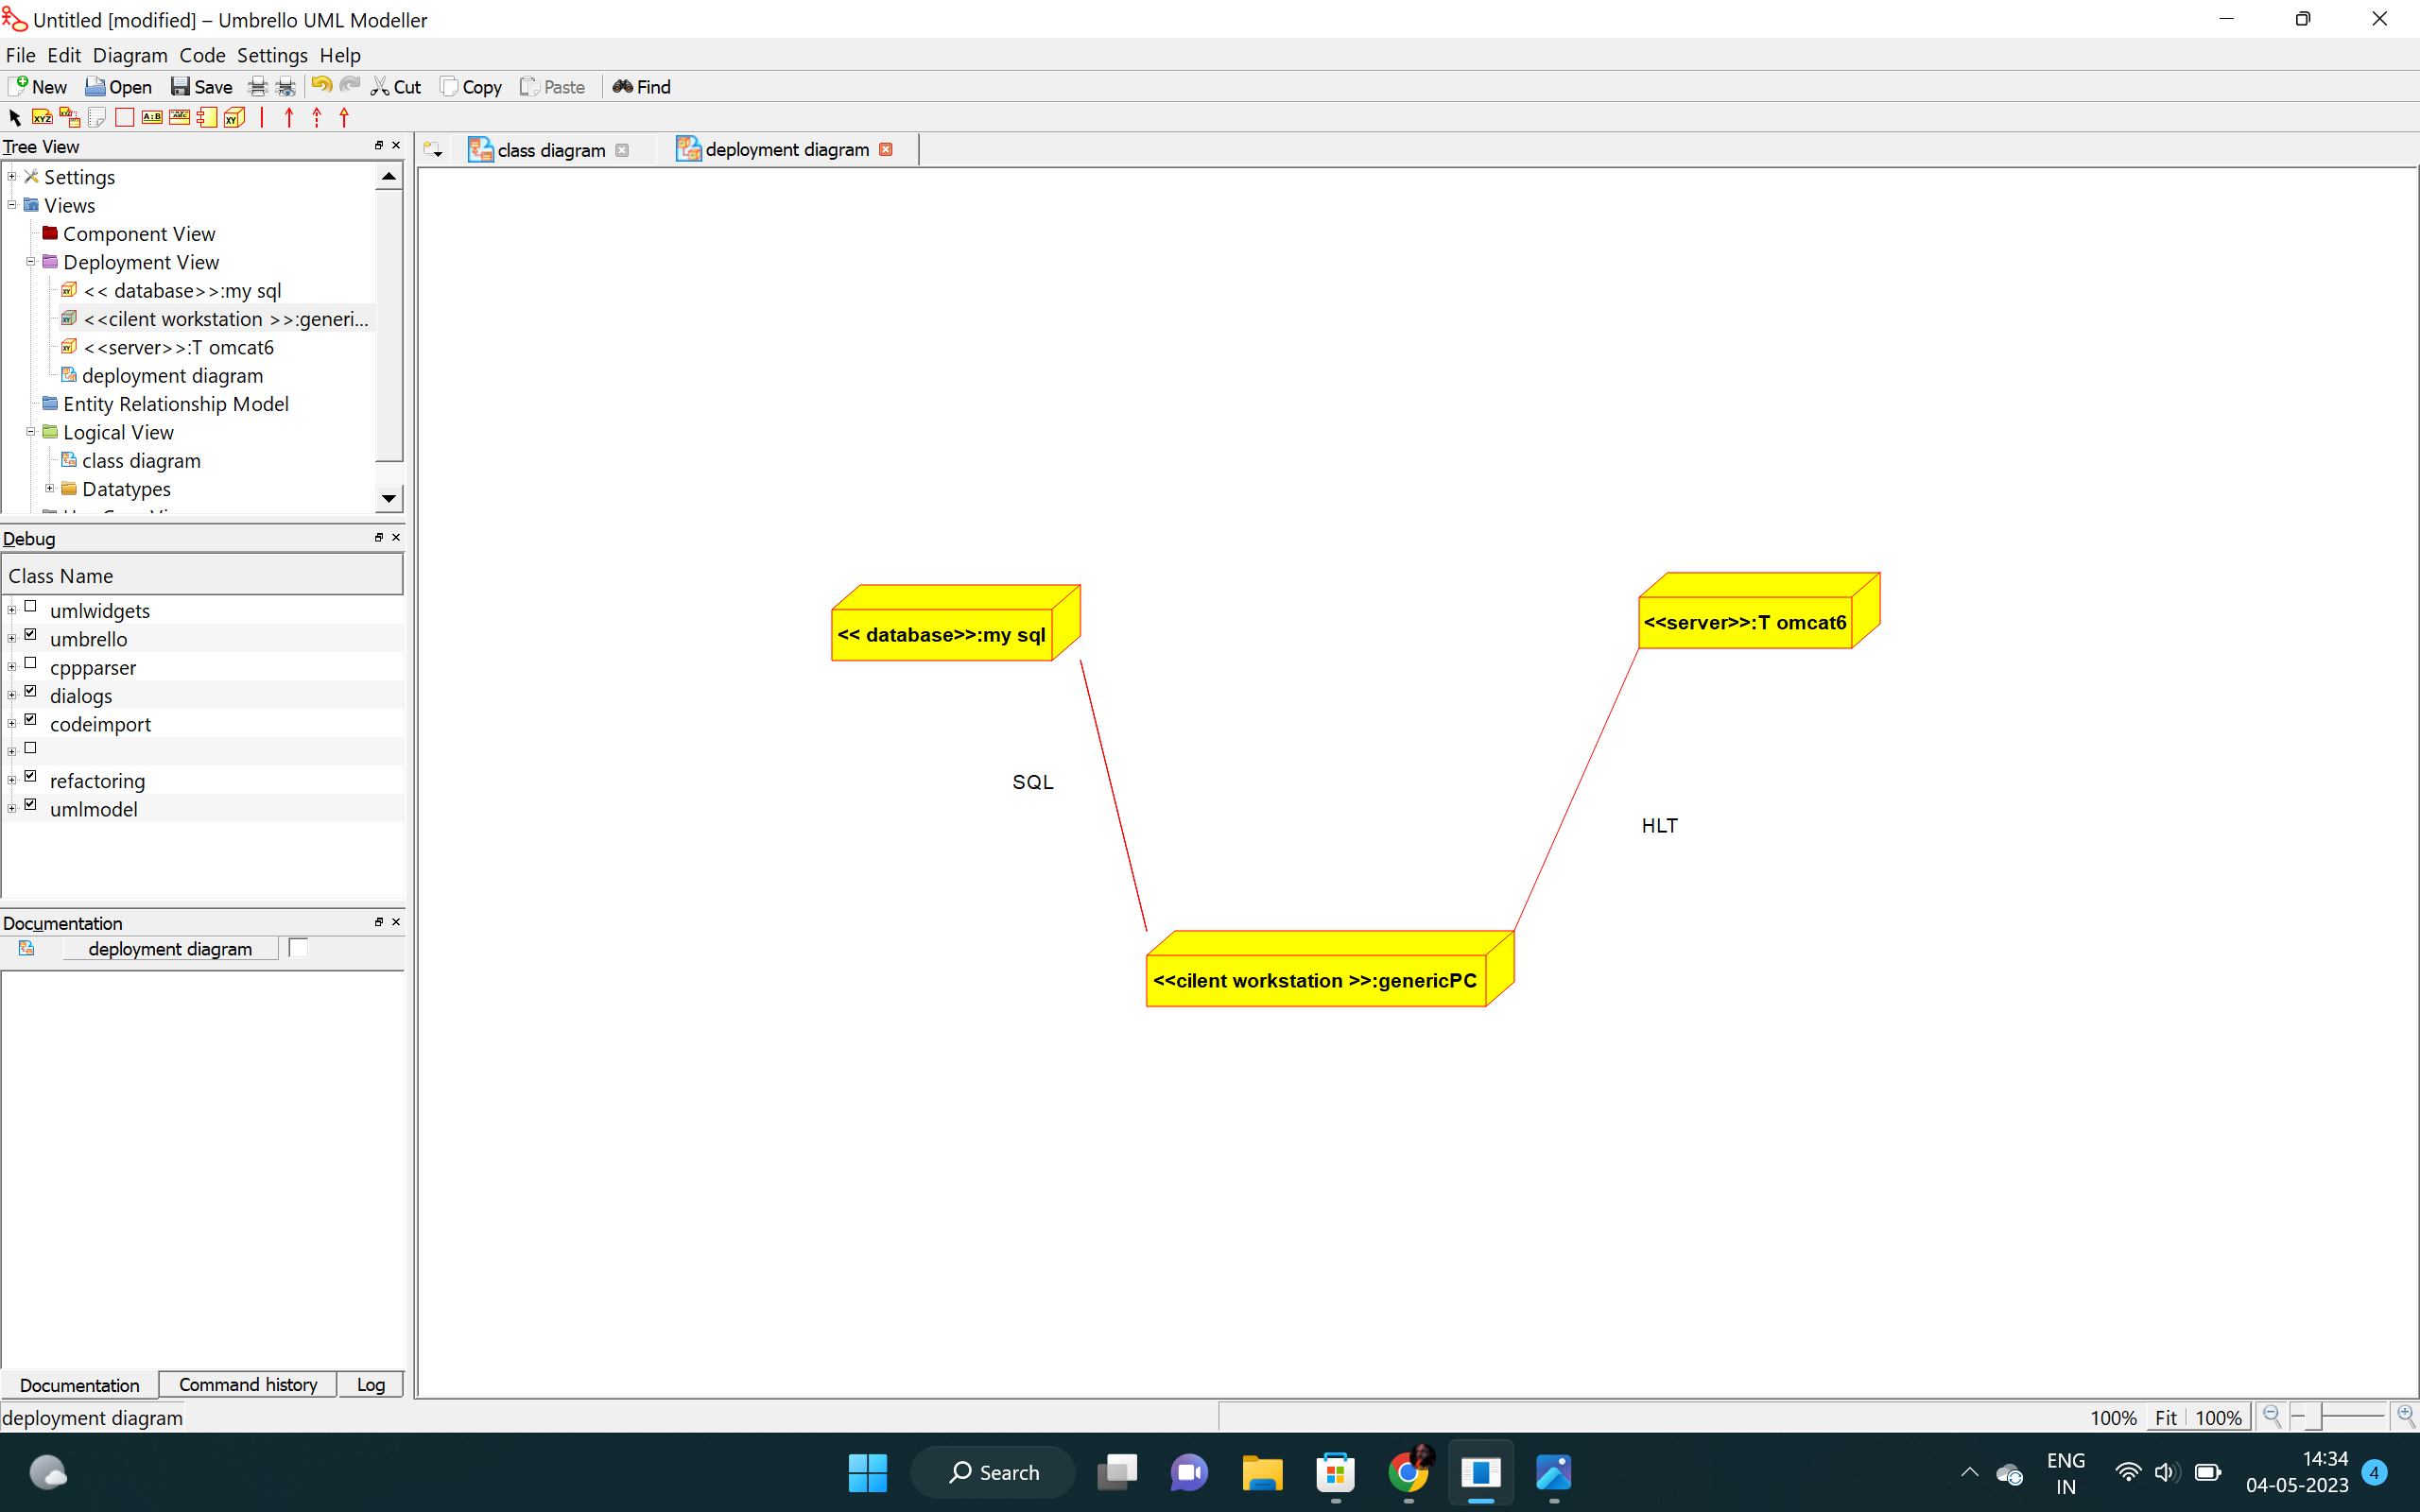 Untitled [modified] – Umbrello UML Modeller
File Edit Diagram Code Settings Help
New Open Save Cut Copy Paste Find
Tree View
class diagram
deployment diagram
Settings
Views
Component View
Deployment View
<< database>>:my sql
<<cilent workstation >>:generi...
<<server>>:T omcat6
deployment diagram
Entity Relationship Model
Logical View
class diagram
Datatypes
Debug
Class Name
umlwidgets
umbrello
cppparser
dialogs
codeimport
refactoring
umlmodel
Documentation
deployment diagram
Documentation Command history Log
deployment diagram
<< database>>:my sql
<<server>>:T omcat6
SQL
HLT
<<cilent workstation >>:genericPC
100% Fit 100%
Search
ENG
IN
14:34
04-05-2023
4